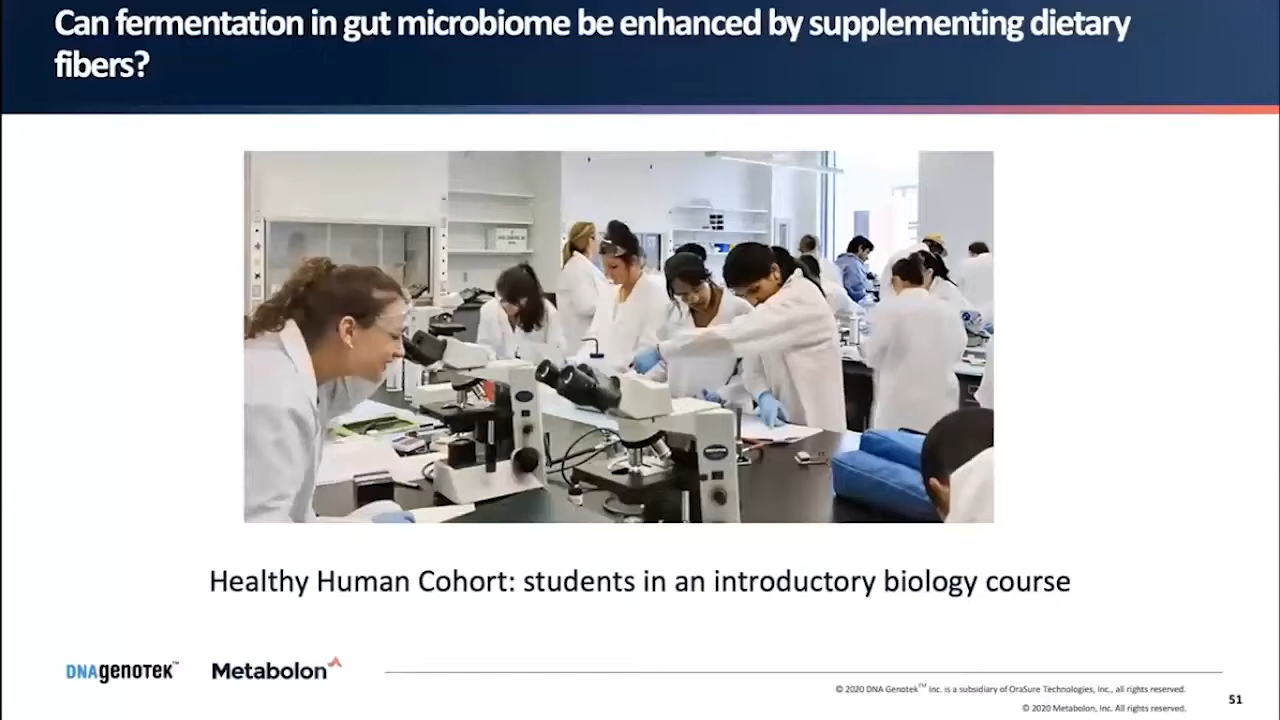 Can fermentation in gut microbiome be enhanced by supplementing dietary
fibers?
Healthy Human Cohort: students in an introductory biology course
DNAgenotek™
Metabolon
© 2020 DNA Genotek™ Inc. is a subsidiary of OraSure Technologies, Inc., all rights reserved.
© 2020 Metabolon, Inc. All rights reserved.
51